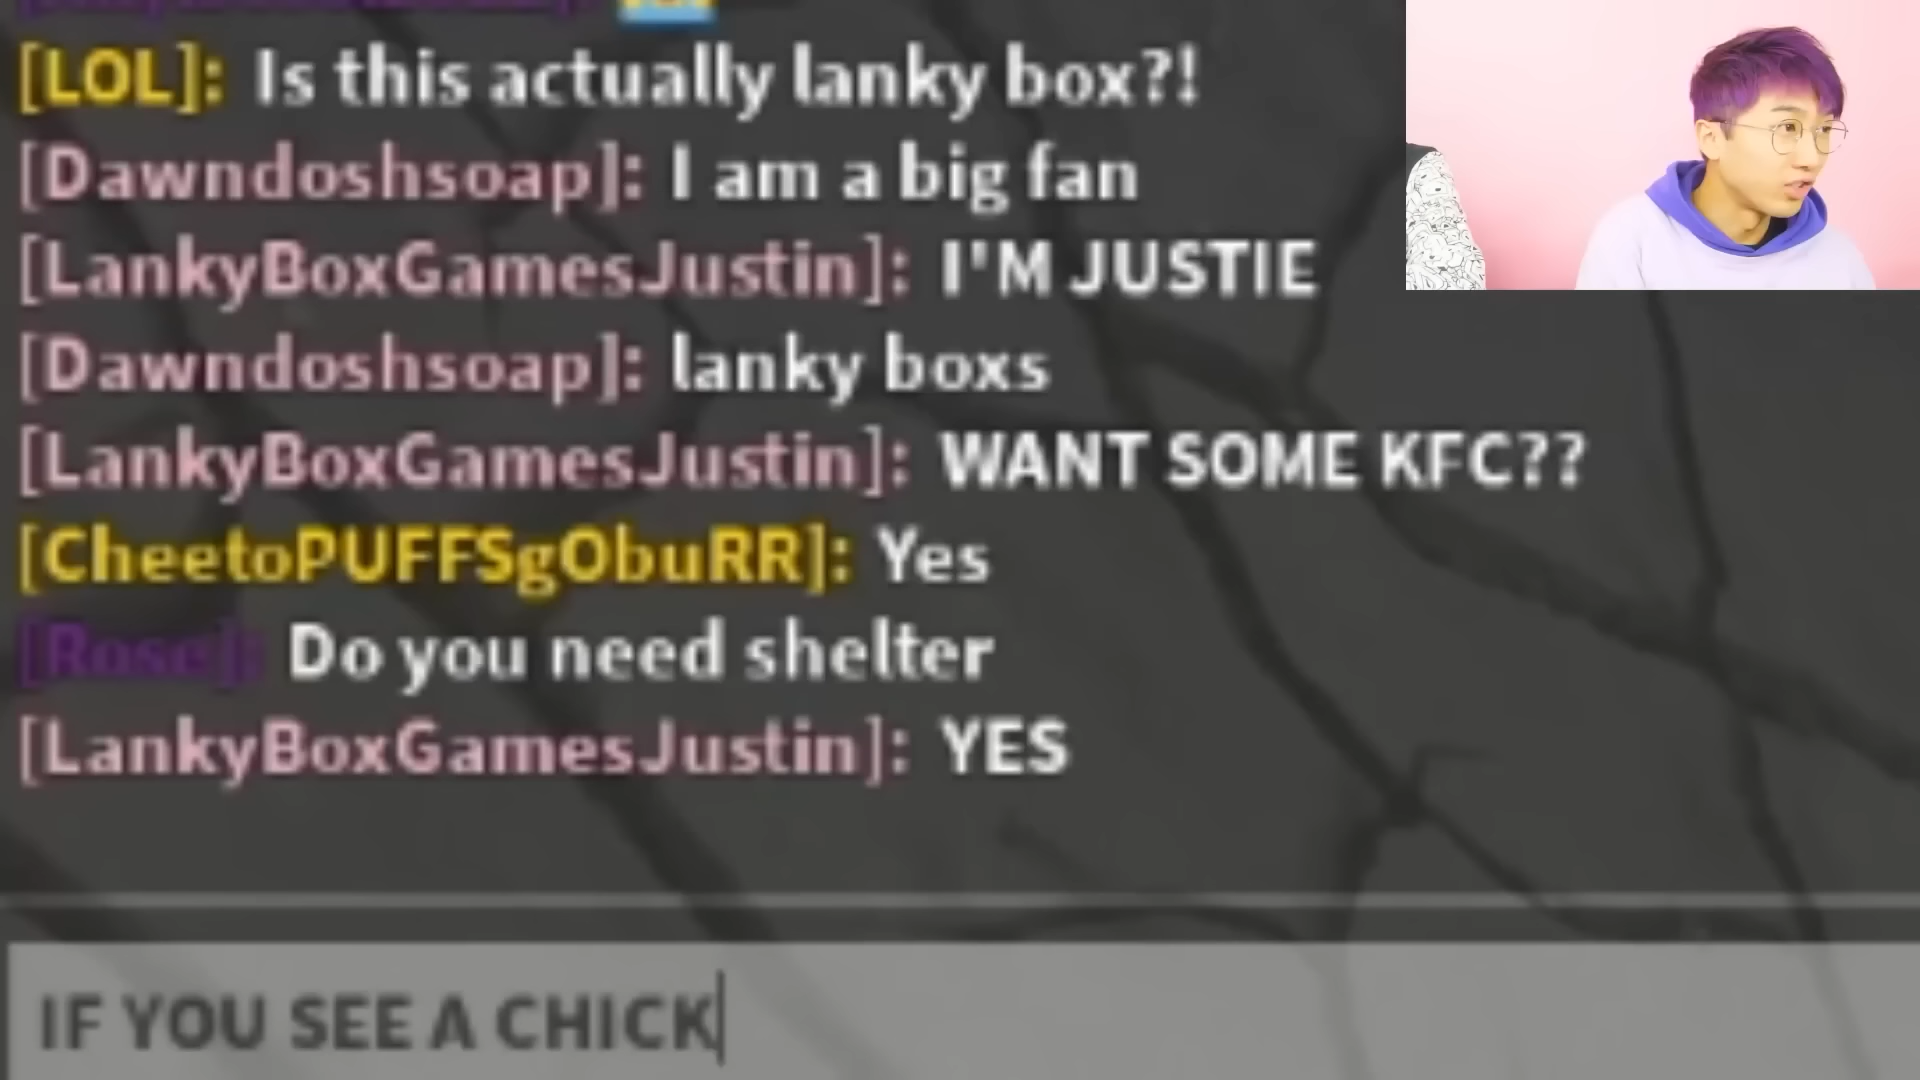 [LOL]: Is this actually lanky box?!
[Dawndoshsoap]: I am a big fan
[LankyBoxGamesJustin]: I'M JUSTIE
[Dawndoshsoap]: lanky boxs
[LankyBoxGamesJustin]: WANT SOME KFC??
[CheetoPUFFSgObuRR]: Yes
[Rose]: Do you need shelter
[LankyBoxGamesJustin]: YES
IF YOU SEE A CHICK